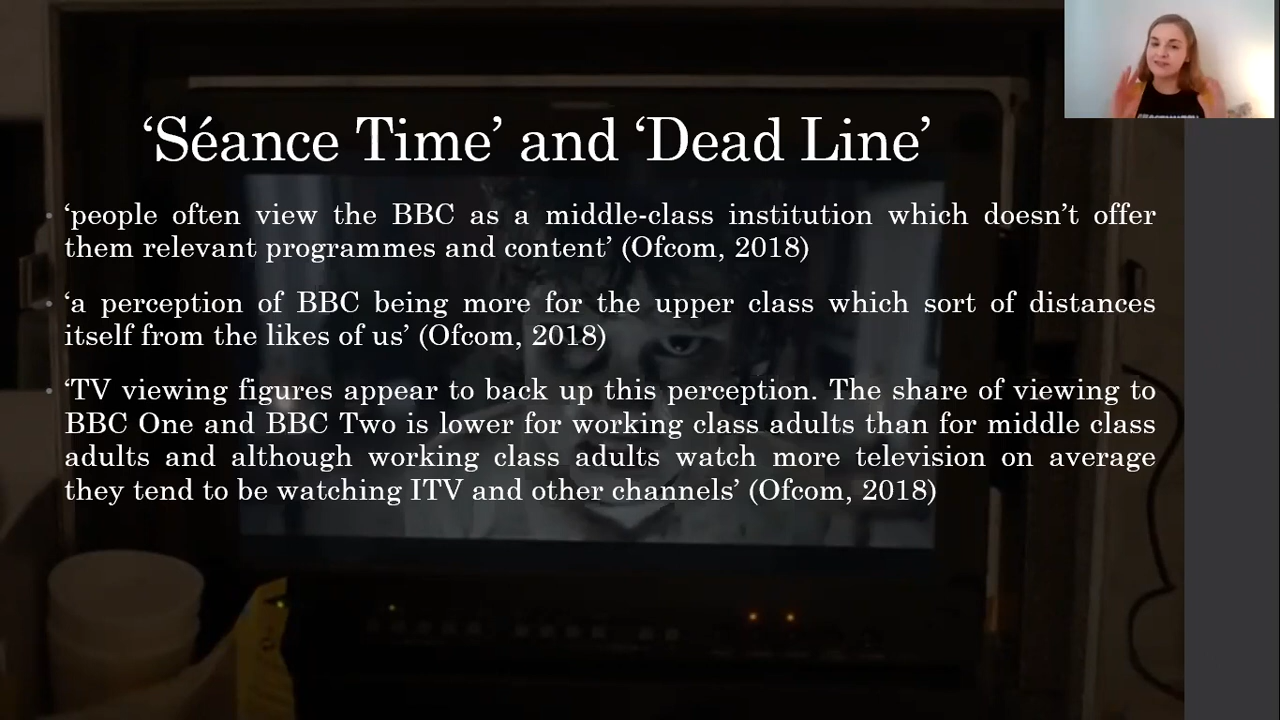 ‘Séance Time’ and ‘Dead Line’
‘people often view the BBC as a middle-class institution which doesn’t offer
them relevant programmes and content’ (Ofcom, 2018)
‘a perception of BBC being more for the upper class which sort of distances
itself from the likes of us’ (Ofcom, 2018)
‘TV viewing figures appear to back up this perception. The share of viewing to
BBC One and BBC Two is lower for working class adults than for middle class
adults and although working class adults watch more television on average
they tend to be watching ITV and other channels’ (Ofcom, 2018)